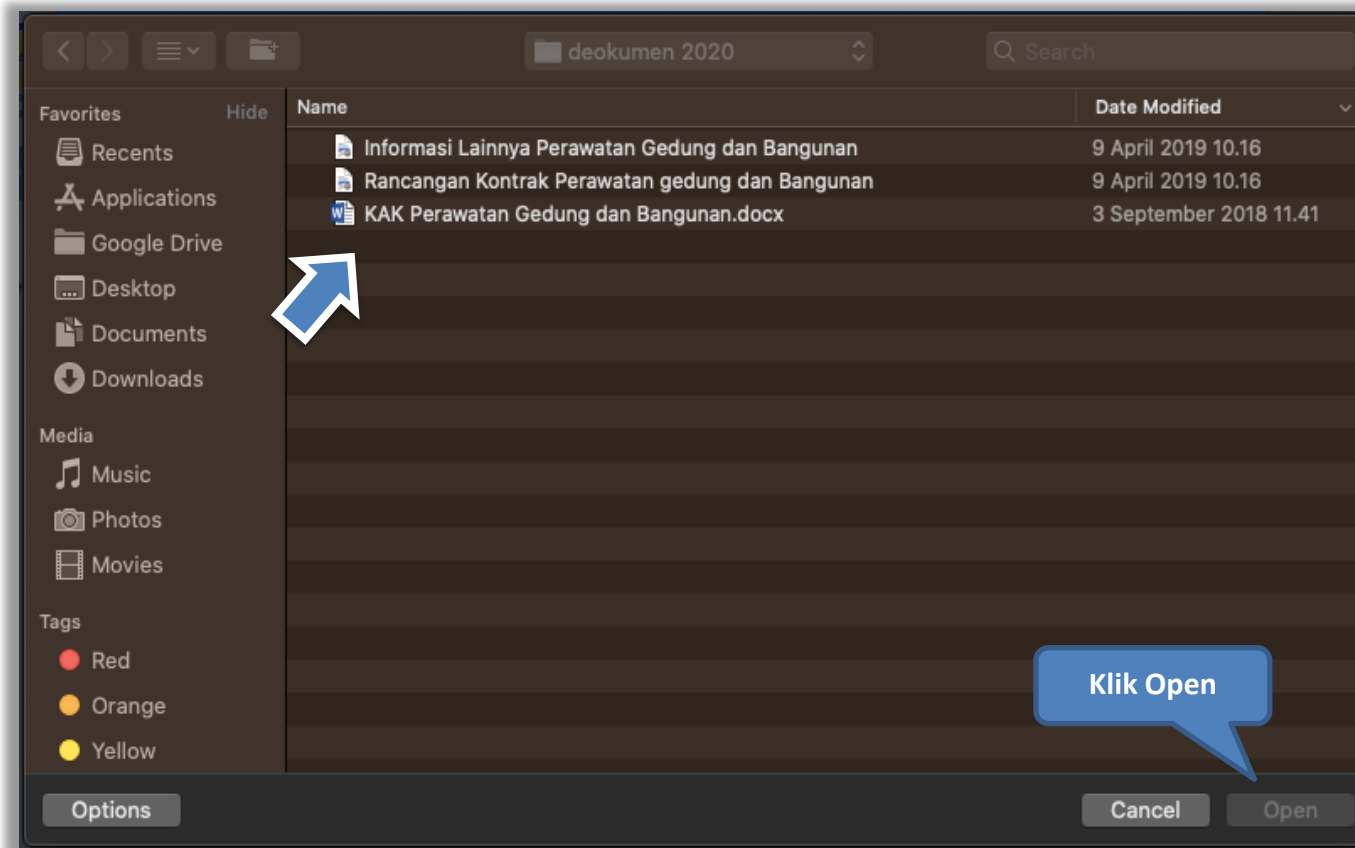 deokumen 2020
Search
Favorites
Hide
Recents
Applications
Google Drive
Desktop
Documents
Downloads
Media
Music
Photos
Movies
Tags
Red
Orange
Yellow
Name
Date Modified
Informasi Lainnya Perawatan Gedung dan Bangunan
9 April 2019 10.16
Rancangan Kontrak Perawatan gedung dan Bangunan
9 April 2019 10.16
KAK Perawatan Gedung dan Bangunan.docx
3 September 2018 11.41
Klik Open
Options
Cancel
Open